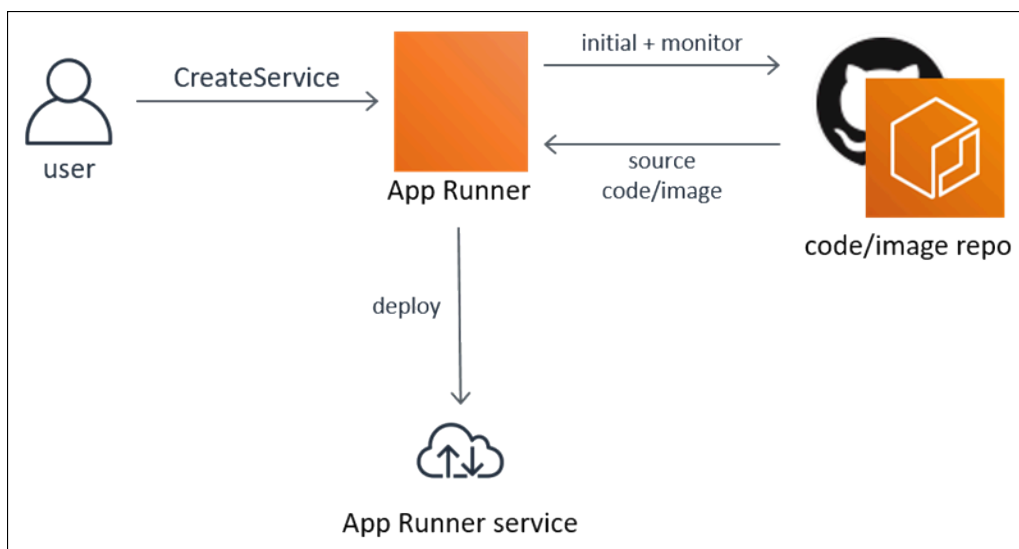 CreateService
initial + monitor
user
App Runner
source
code/image
code/image repo
deploy
App Runner service